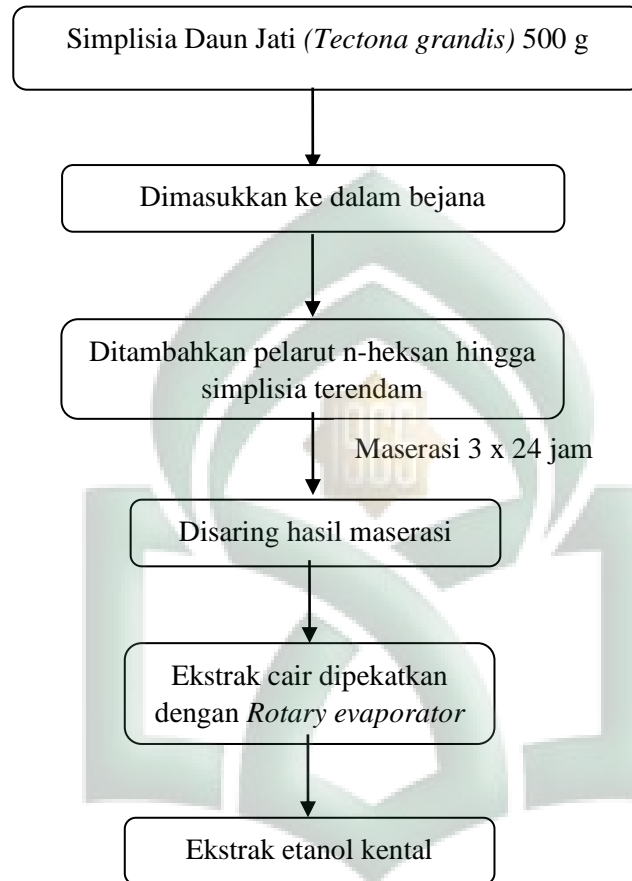 Simplisia Daun Jati (Tectona grandis) 500 g
Dimasukkan ke dalam bejana
Ditambahkan pelarut n-heksan hingga
simplisia terendam
Maserasi 3 x 24 jam
Disaring hasil maserasi
Ekstrak cair dipekatkan
dengan Rotary evaporator
Ekstrak etanol kental